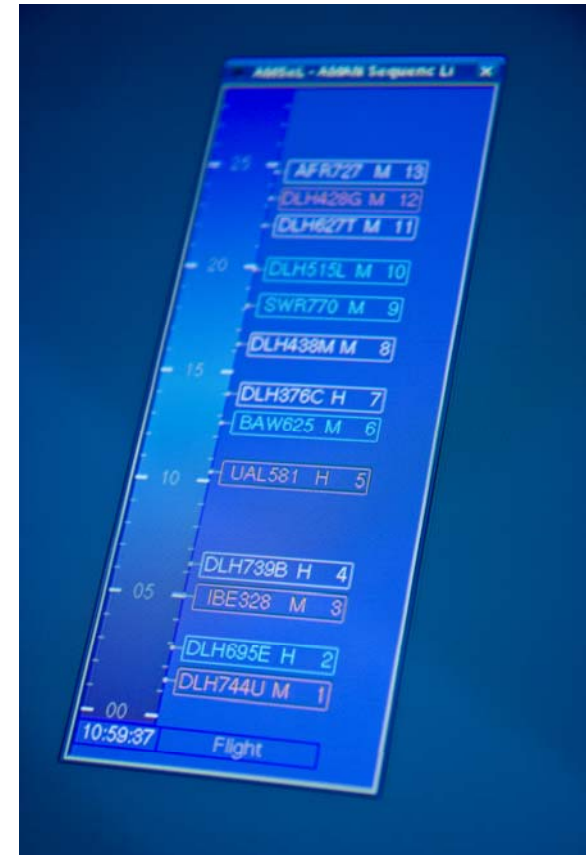 AMSeL - AMAN Sequenc Li ×
25
AFR727 M 13
DLH428G M 12
DLH627T M 11
20
DLH515L M 10
SWR770 M 9
DLH438M M 8
15
DLH376C H 7
BAW625 M 6
10
UAL581 H 5
DLH739B H 4
05
IBE328 M 3
DLH695E H 2
DLH744U M 1
00
10:59:37 Flight